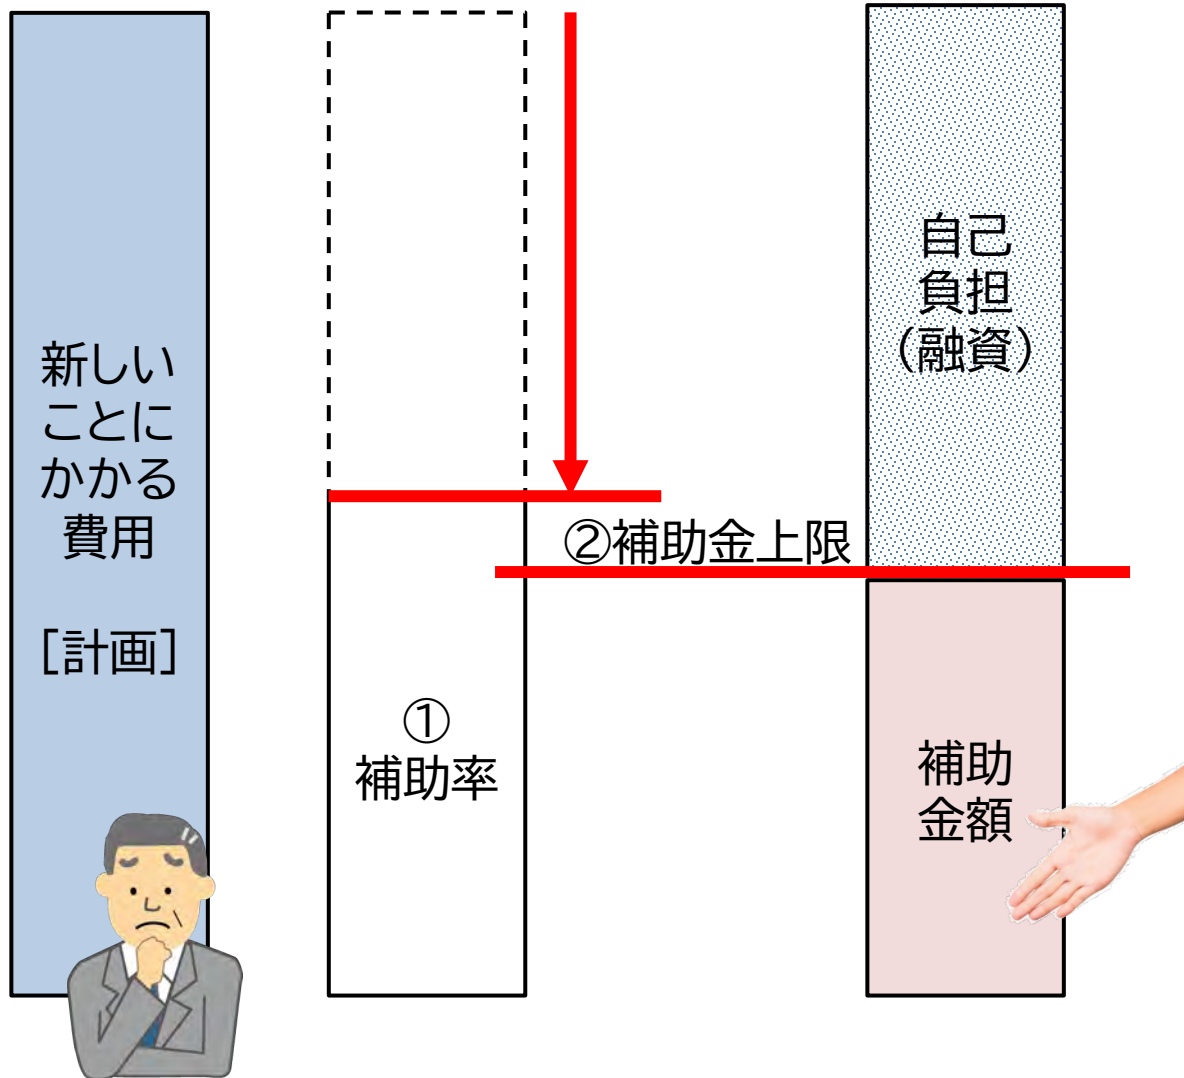 新しい
ことに
かかる
費用
［計画］
①
補助率
②補助金上限
自己
負担
（融資）
補助
金額